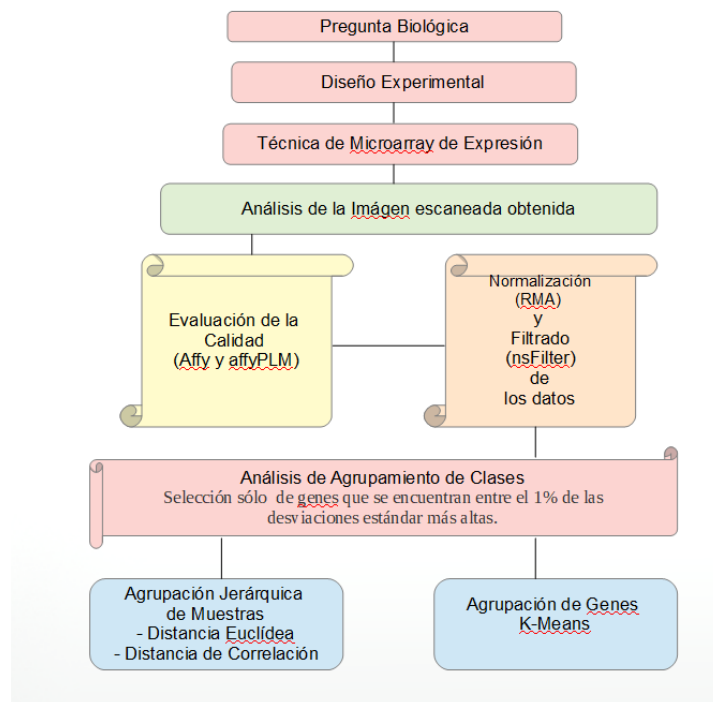 Pregunta Biológica
Diseño Experimental
Técnica de Microarray de Expresión
Análisis de la Imágen escaneada obtenida
Evaluación de la
Calidad
(Affy y affyPLM)
Normalización
(RMA)
y
Filtrado
(nsFilter)
de
los datos
Análisis de Agrupamiento de Clases
Selección sólo de genes que se encuentran entre el 1% de las
desviaciones estándar más altas.
Agrupación Jerárquica
de Muestras
- Distancia Euclídea
- Distancia de Correlación
Agrupación de Genes
K-Means